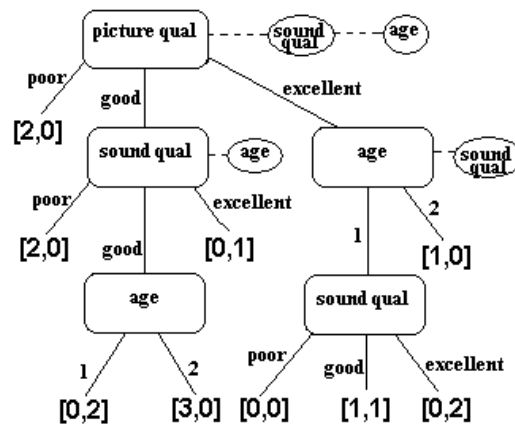 picture qual
sound
qual
age
poor
good
excellent
[2,0]
sound qual
age
age
sound
qual
poor
good
excellent
1
2
[2,0]
[0,1]
[1,0]
age
sound qual
1
2
poor
good
excellent
[0,2]
[3,0]
[0,0]
[1,1]
[0,2]